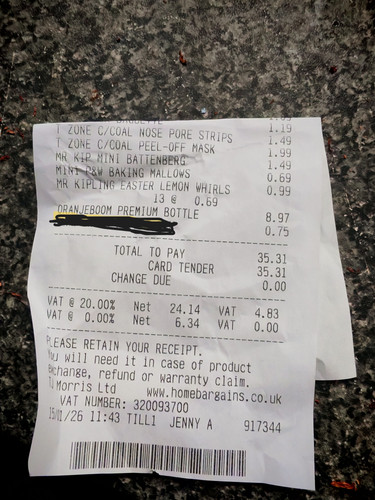 1.69
T ZONE C/COAL NOSE PORE STRIPS 1.19
T ZONE C/COAL PEEL-OFF MASK 1.49
MR KIP MINI BATTENBERG 1.99
MINI P&W BAKING MALLOWS 1.49
MR KIPLING EASTER LEMON WHIRLS 0.69
0.99
13 @ 0.69
ORANJEBOOM PREMIUM BOTTLE 8.97
0.75
TOTAL TO PAY 35.31
CARD TENDER 35.31
CHANGE DUE 0.00
VAT @ 20.00% Net 24.14 VAT 4.83
VAT @ 0.00% Net 6.34 VAT 0.00
PLEASE RETAIN YOUR RECEIPT.
You will need it in case of product
exchange, refund or warranty claim.
TJ Morris Ltd www.homebargains.co.uk
VAT NUMBER: 320093700
11:43 TILL1 JENNY A 917344